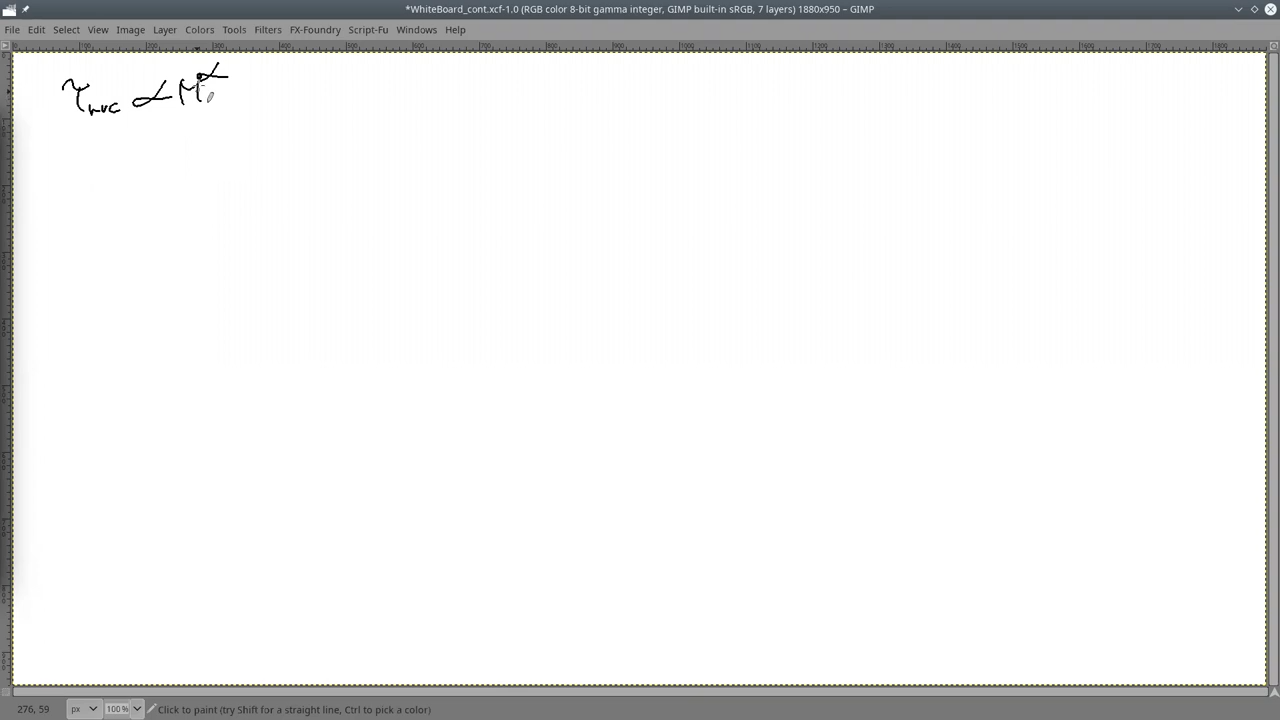 *WhiteBoard_cont.xcf-1.0 (RGB color 8-bit gamma integer, GIMP built-in sRGB, 7 layers) 1880x950 – GIMP
File Edit Select View Image Layer Colors Tools Filters FX-Foundry Script-Fu Windows Help
τ_nuc ∝ M^α
276, 59 px 100% Click to paint (try Shift for a straight line, Ctrl to pick a color)